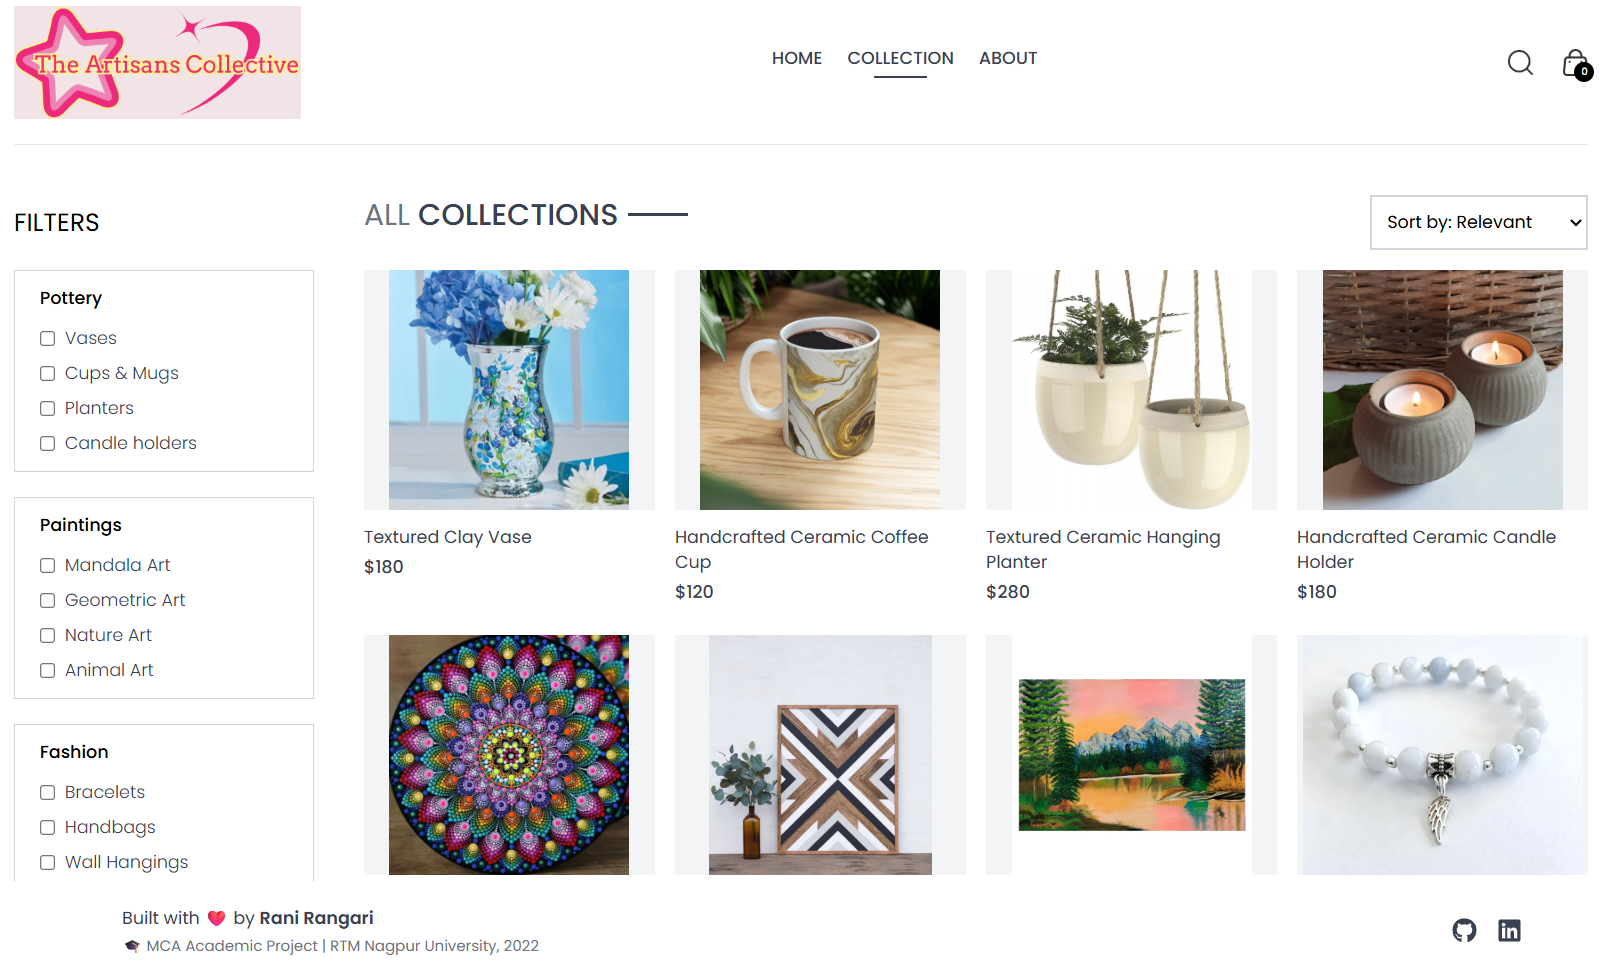 The Artisans Collective
HOME COLLECTION ABOUT
0
FILTERS
ALL COLLECTIONS
Sort by: Relevant
Pottery
Vases
Cups & Mugs
Planters
Candle holders
Paintings
Mandala Art
Geometric Art
Nature Art
Animal Art
Fashion
Bracelets
Handbags
Wall Hangings
Textured Clay Vase
$180
Handcrafted Ceramic Coffee
Cup
$120
Textured Ceramic Hanging
Planter
$280
Handcrafted Ceramic Candle
Holder
$180
Built with ❤️ by Rani Rangari
🎓 MCA Academic Project | RTM Nagpur University, 2022
in